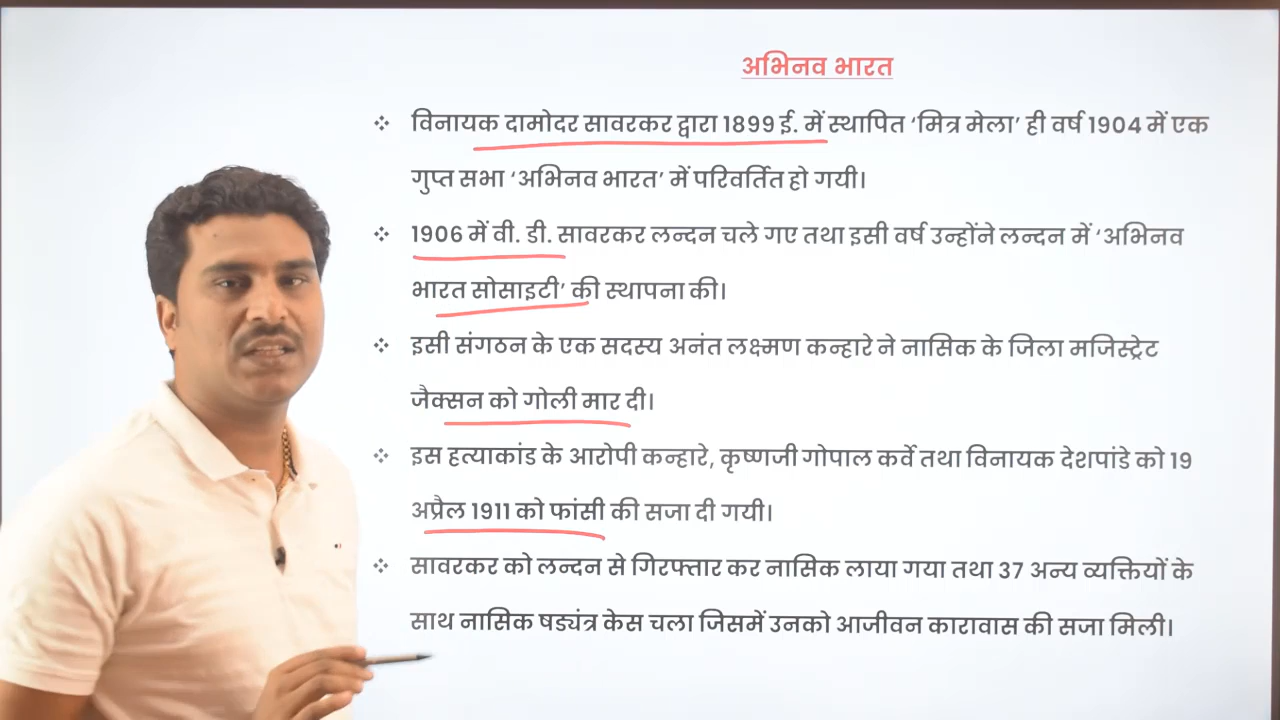 अभिनव भारत
❖ विनायक दामोदर सावरकर द्वारा 1899 ई. में स्थापित ‘मित्र मेला’ ही वर्ष 1904 में एक
गुप्त सभा ‘अभिनव भारत’ में परिवर्तित हो गयी।
❖ 1906 में वी. डी. सावरकर लन्दन चले गए तथा इसी वर्ष उन्होंने लन्दन में ‘अभिनव
भारत सोसाइटी’ की स्थापना की।
❖ इसी संगठन के एक सदस्य अनंत लक्ष्मण कन्हारे ने नासिक के जिला मजिस्ट्रेट
जैक्सन को गोली मार दी।
❖ इस हत्याकांड के आरोपी कन्हारे, कृष्णजी गोपाल कर्वे तथा विनायक देशपांडे को 19
अप्रैल 1911 को फांसी की सजा दी गयी।
❖ सावरकर को लन्दन से गिरफ्तार कर नासिक लाया गया तथा 37 अन्य व्यक्तियों के
साथ नासिक षड्यंत्र केस चला जिसमें उनको आजीवन कारावास की सजा मिली।